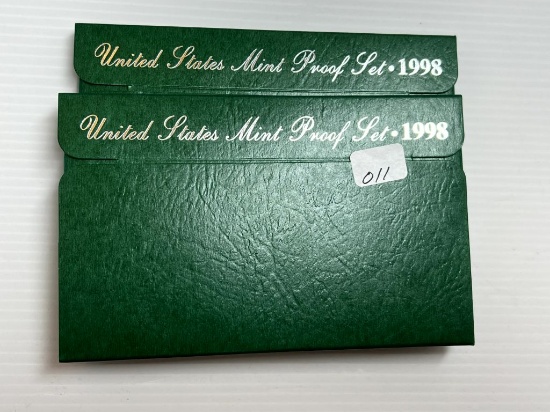 United States Mint Proof Set • 1998
United States Mint Proof Set • 1998
011